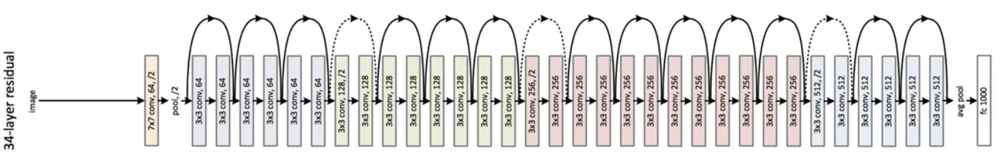 34-layer residual
image
7x7 conv, 64, /2
pool, /2
3x3 conv, 64
3x3 conv, 64
3x3 conv, 64
3x3 conv, 64
3x3 conv, 64
3x3 conv, 64
3x3 conv, 128, /2
3x3 conv, 128
3x3 conv, 128
3x3 conv, 128
3x3 conv, 128
3x3 conv, 128
3x3 conv, 128
3x3 conv, 128
3x3 conv, 256, /2
3x3 conv, 256
3x3 conv, 256
3x3 conv, 256
3x3 conv, 256
3x3 conv, 256
3x3 conv, 256
3x3 conv, 256
3x3 conv, 256
3x3 conv, 256
3x3 conv, 256
3x3 conv, 256
3x3 conv, 512, /2
3x3 conv, 512
3x3 conv, 512
3x3 conv, 512
3x3 conv, 512
3x3 conv, 512
avg pool
fc 1000